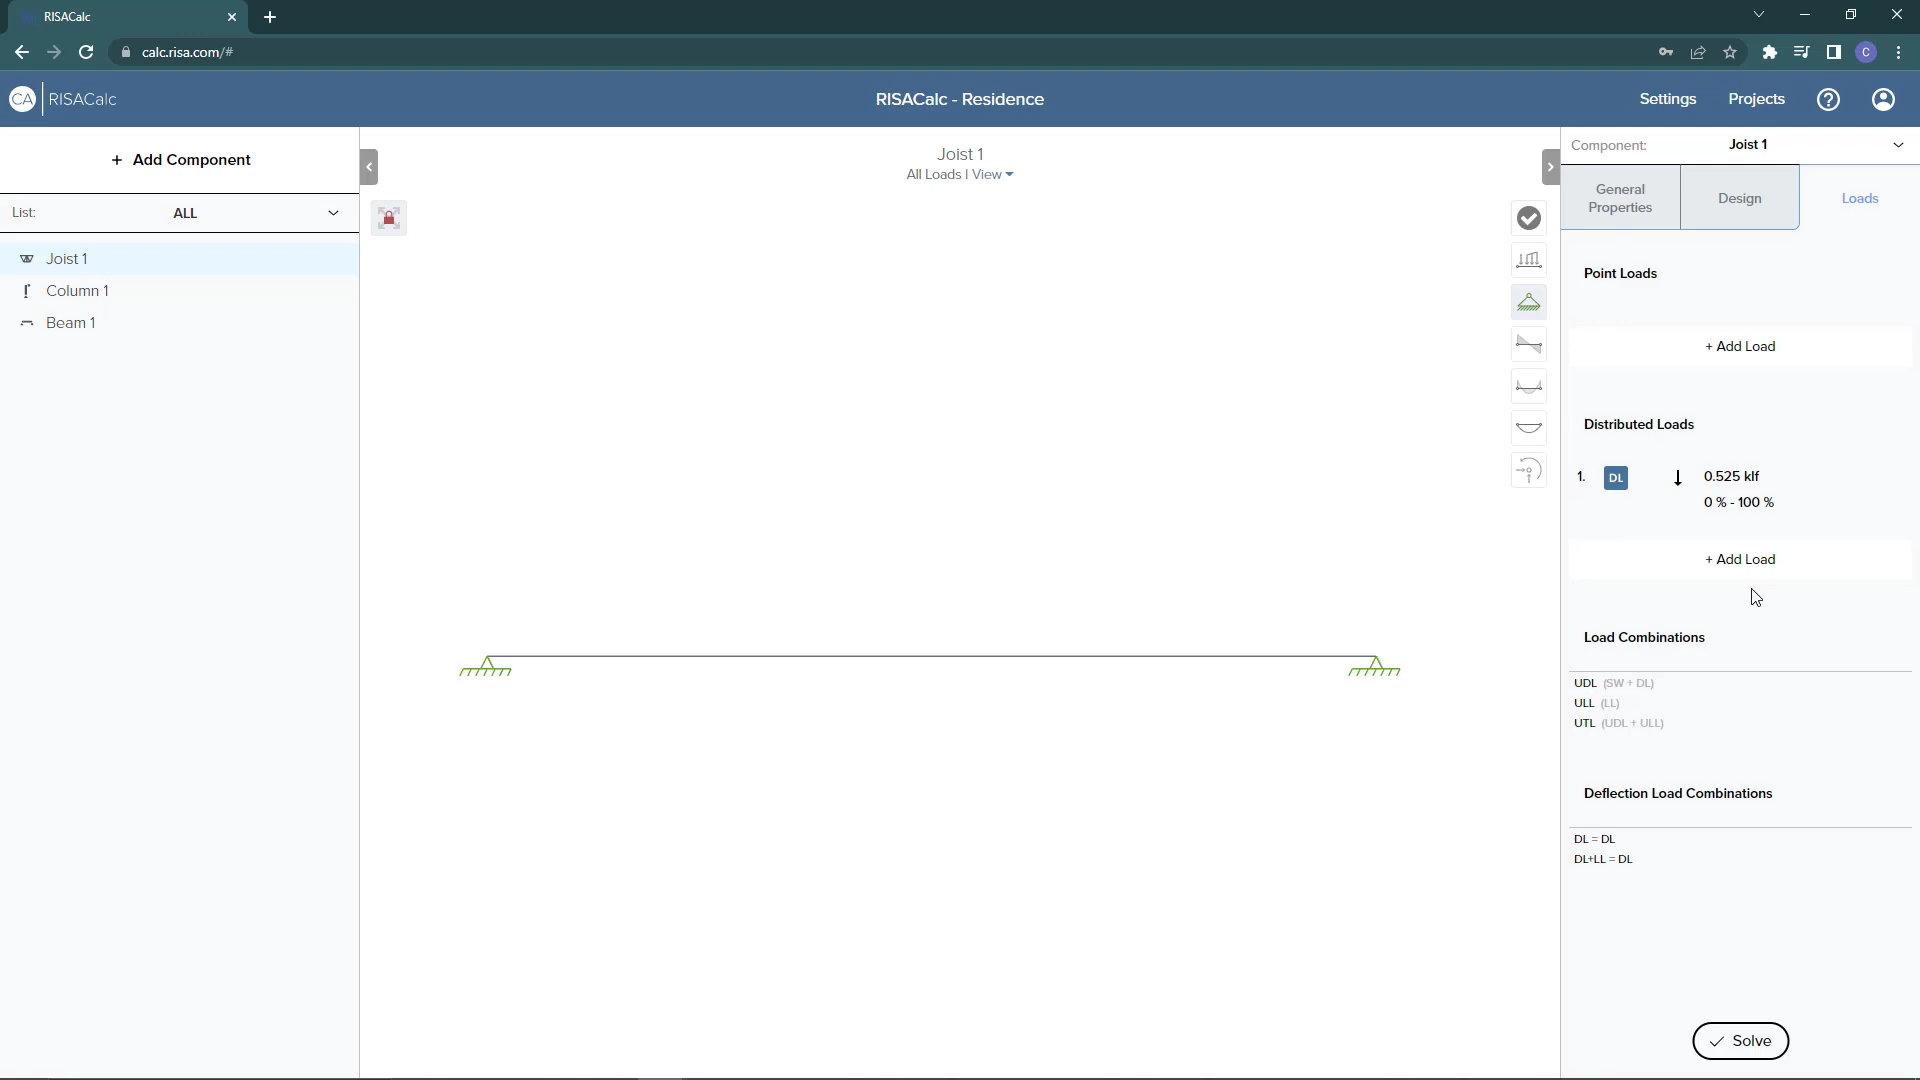 RISACalc
calc.risa.com/#
C
CA RISACalc
RISACalc - Residence
Settings
Projects
?
+ Add Component
List:
ALL
Joist 1
Column 1
Beam 1
Joist 1
All Loads | View
Component:
Joist 1
General
Properties
Design
Loads
Point Loads
+ Add Load
Distributed Loads
1.
DL
0.525 klf
0 % - 100 %
+ Add Load
Load Combinations
UDL (SW + DL)
ULL (LL)
UTL (UDL + ULL)
Deflection Load Combinations
DL = DL
DL+LL = DL
Solve